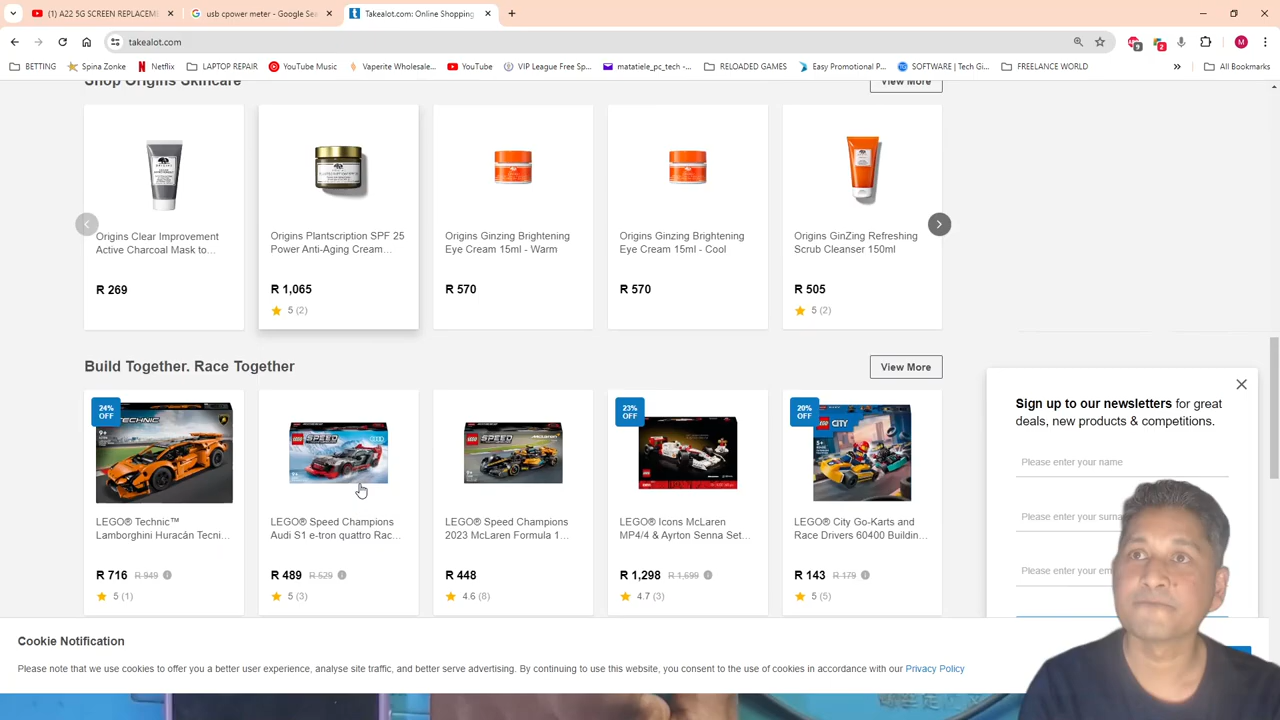 (1) A22 5G SCREEN REPLACEM
usb cpower meter - Google Sea
Takealot.com: Online Shopping
takealot.com
BETTING
Spina Zonke
Netflix
LAPTOP REPAIR
YouTube Music
Vaperite Wholesale...
YouTube
VIP League Free Sp...
matatiele_pc_tech -...
RELOADED GAMES
Easy Promotional P...
SOFTWARE | Tech Gi...
FREELANCE WORLD
All Bookmarks
Shop Origins Skincare
View More
Origins Clear Improvement
Active Charcoal Mask to...
R 269
Origins Plantscription SPF 25
Power Anti-Aging Cream...
R 1,065
5 (2)
Origins Ginzing Brightening
Eye Cream 15ml - Warm
R 570
Origins Ginzing Brightening
Eye Cream 15ml - Cool
R 570
Origins GinZing Refreshing
Scrub Cleanser 150ml
R 505
5 (2)
Build Together. Race Together
View More
24%
OFF
TECHNIC
LEGO® Technic™
Lamborghini Huracán Tecni...
R 716 R 949
5 (1)
SPEED
LEGO® Speed Champions
Audi S1 e-tron quattro Rac...
R 489 R 529
5 (3)
SPEED
LEGO® Speed Champions
2023 McLaren Formula 1...
R 448
4.6 (8)
23%
OFF
LEGO® Icons McLaren
MP4/4 & Ayrton Senna Set...
R 1,298 R 1,699
4.7 (3)
20%
OFF
CITY
LEGO® City Go-Karts and
Race Drivers 60400 Buildin...
R 143 R 179
5 (5)
Sign up to our newsletters for great
deals, new products & competitions.
Please enter your name
Please enter your surna
Please enter your em
Cookie Notification
Please note that we use cookies to offer you a better user experience, analyse site traffic, and better serve advertising. By continuing to use this website, you consent to the use of cookies in accordance with our Privacy Policy